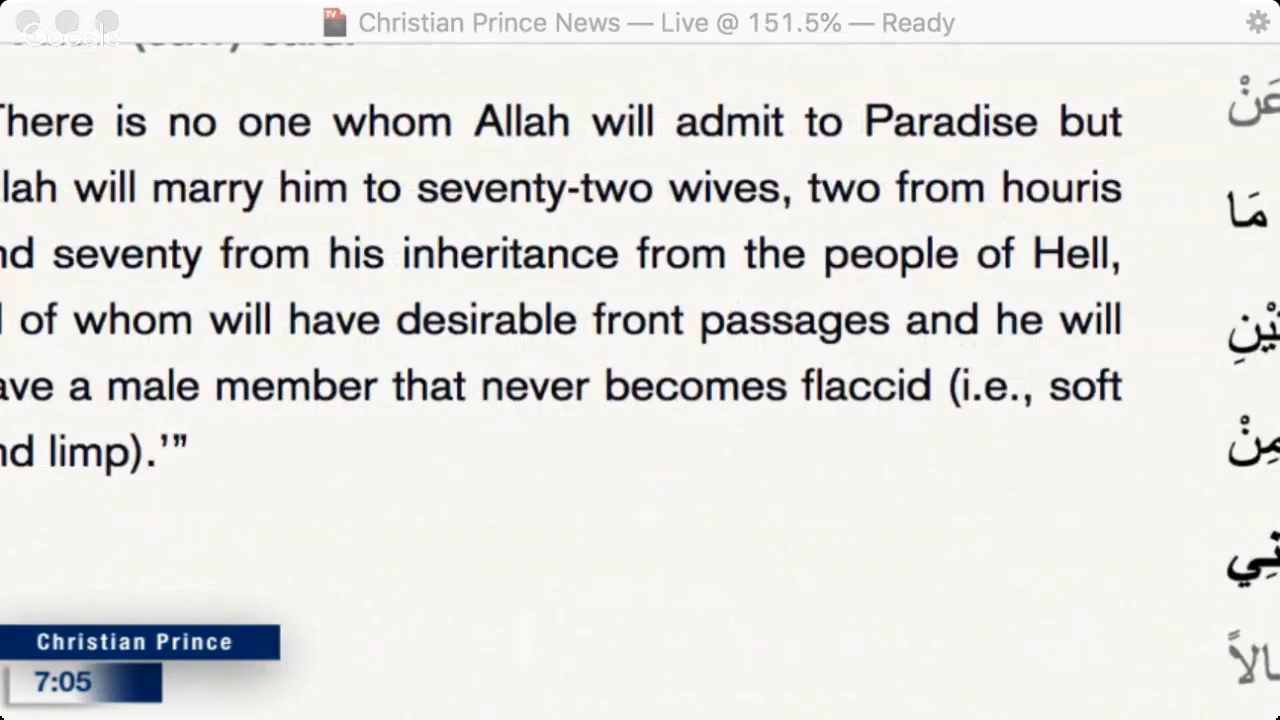 Christian Prince News — Live @ 151.5% — Ready
Google
There is no one whom Allah will admit to Paradise but
llah will marry him to seventy-two wives, two from houris
nd seventy from his inheritance from the people of Hell,
l of whom will have desirable front passages and he will
ave a male member that never becomes flaccid (i.e., soft
nd limp).’”
مَا
مِنْ
Christian Prince
7:05